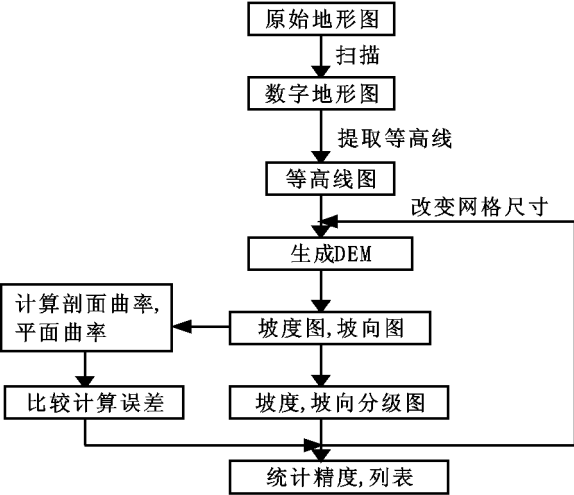 原始地形图
扫描
数字地形图
提取等高线
等高线图
改变网格尺寸
生成DEM
计算剖面曲率,
平面曲率
坡度图,坡向图
比较计算误差
坡度,坡向分级图
统计精度,列表